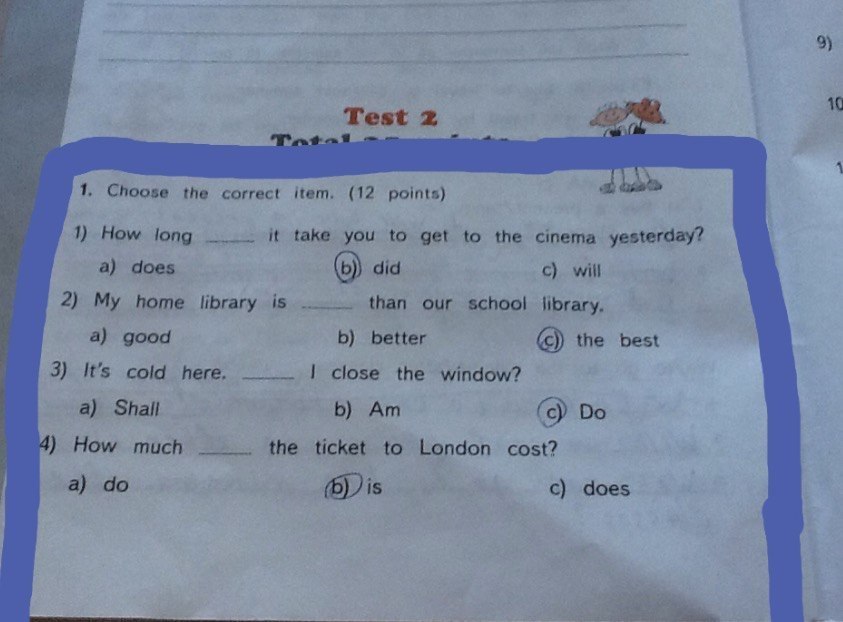 Test 2
9)
10
1. Choose the correct item. (12 points)
1) How long ______ it take you to get to the cinema yesterday?
a) does b) did c) will
2) My home library is ______ than our school library.
a) good b) better c) the best
3) It's cold here. ______ I close the window?
a) Shall b) Am c) Do
4) How much ______ the ticket to London cost?
a) do b) is c) does